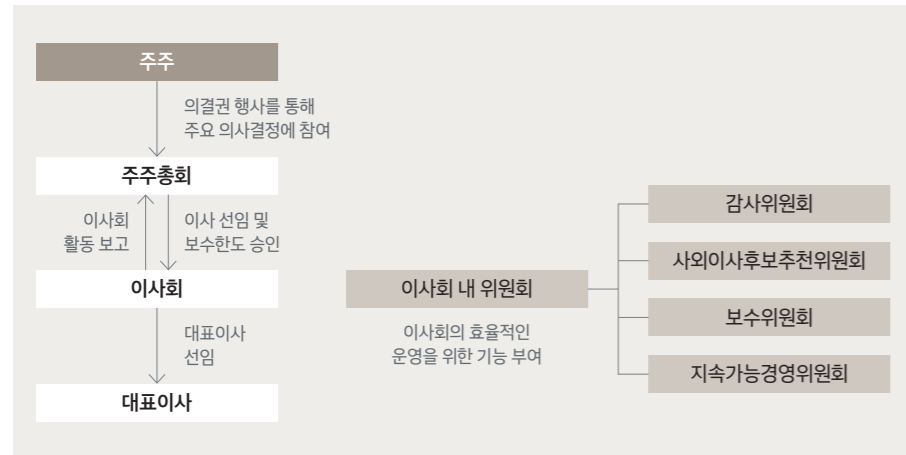 주주
의결권 행사를 통해
주요 의사결정에 참여
주주총회
이사회
활동 보고
이사 선임 및
보수한도 승인
이사회
대표이사
선임
대표이사
이사회 내 위원회
이사회의 효율적인
운영을 위한 기능 부여
감사위원회
사외이사후보추천위원회
보수위원회
지속가능경영위원회